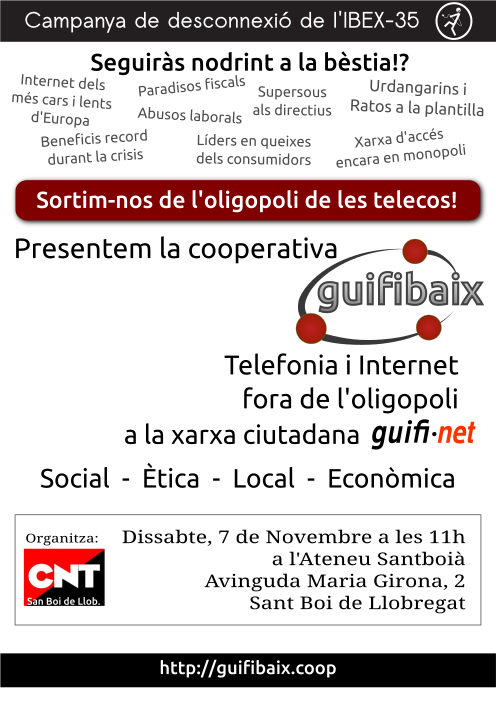 Campanya de desconnexió de l'IBEX-35
Seguiràs nodrint a la bèstia!?
Internet dels
més cars i lents
d'Europa
Paradisos fiscals
Abusos laborals
Supersous
als directius
Urdangarins i
Ratos a la plantilla
Beneficis record
durant la crisis
Líders en queixes
dels consumidors
Xarxa d'accés
encara en monopoli
Sortim-nos de l'oligopoli de les telecos!
Presentem la cooperativa
guifibaix
Telefonia i Internet
fora de l'oligopoli
a la xarxa ciutadana guifi·net
Social - Ètica - Local - Econòmica
Organitza:
CNT
San Boi de Llob.
Dissabte, 7 de Novembre a les 11h
a l'Ateneu Santboià
Avinguda Maria Girona, 2
Sant Boi de Llobregat
http://guifibaix.coop